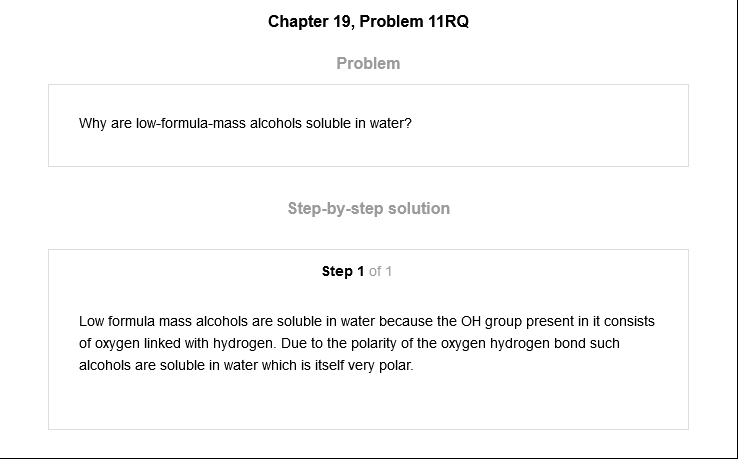 Chapter 19, Problem 11RQ
Problem
Why are low-formula-mass alcohols soluble in water?
Step-by-step solution
Step 1 of 1
Low formula mass alcohols are soluble in water because the OH group present in it consists
of oxygen linked with hydrogen. Due to the polarity of the oxygen hydrogen bond such
alcohols are soluble in water which is itself very polar.